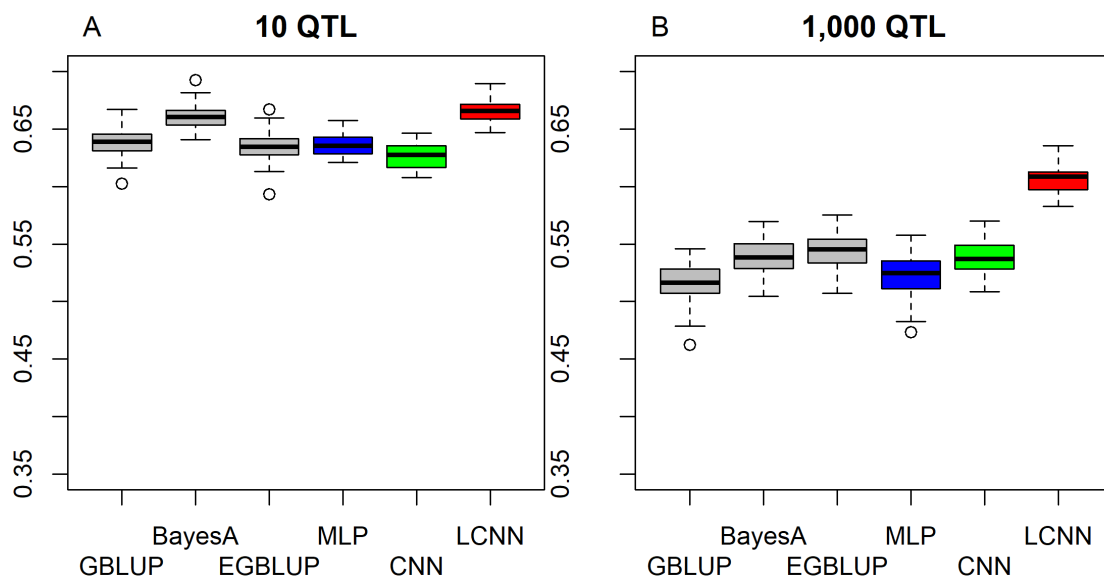 A 10 QTL
0.65
0.55
0.45
0.35
BayesA MLP LCNN
GBLUP EGBLUP CNN
B 1,000 QTL
0.65
0.55
0.45
0.35
BayesA MLP LCNN
GBLUP EGBLUP CNN